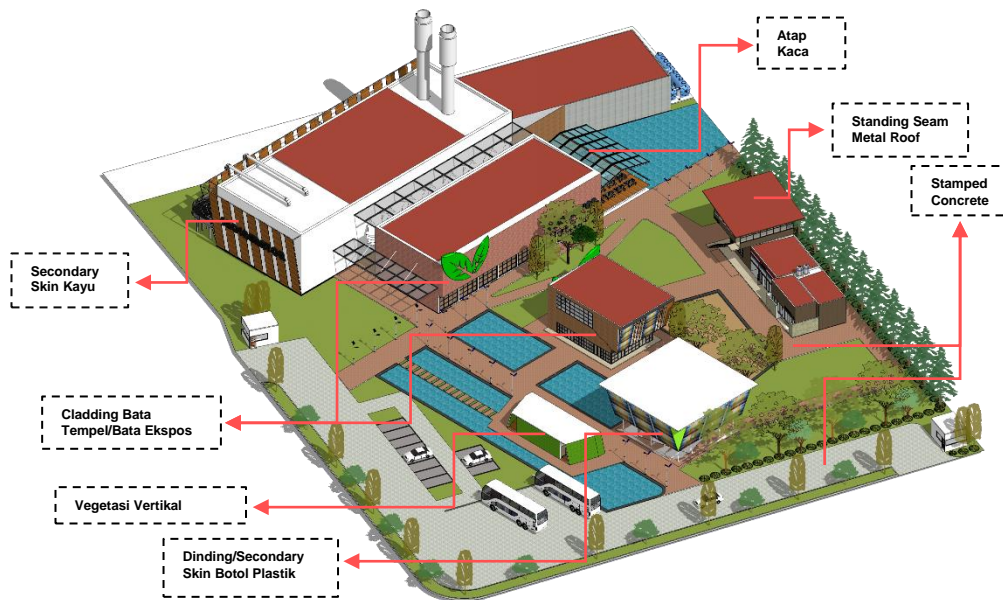 Atap
Kaca
Standing Seam
Metal Roof
Stamped
Concrete
Secondary
Skin Kayu
Cladding Bata
Tempel/Bata Ekspos
Vegetasi Vertikal
Dinding/Secondary
Skin Botol Plastik